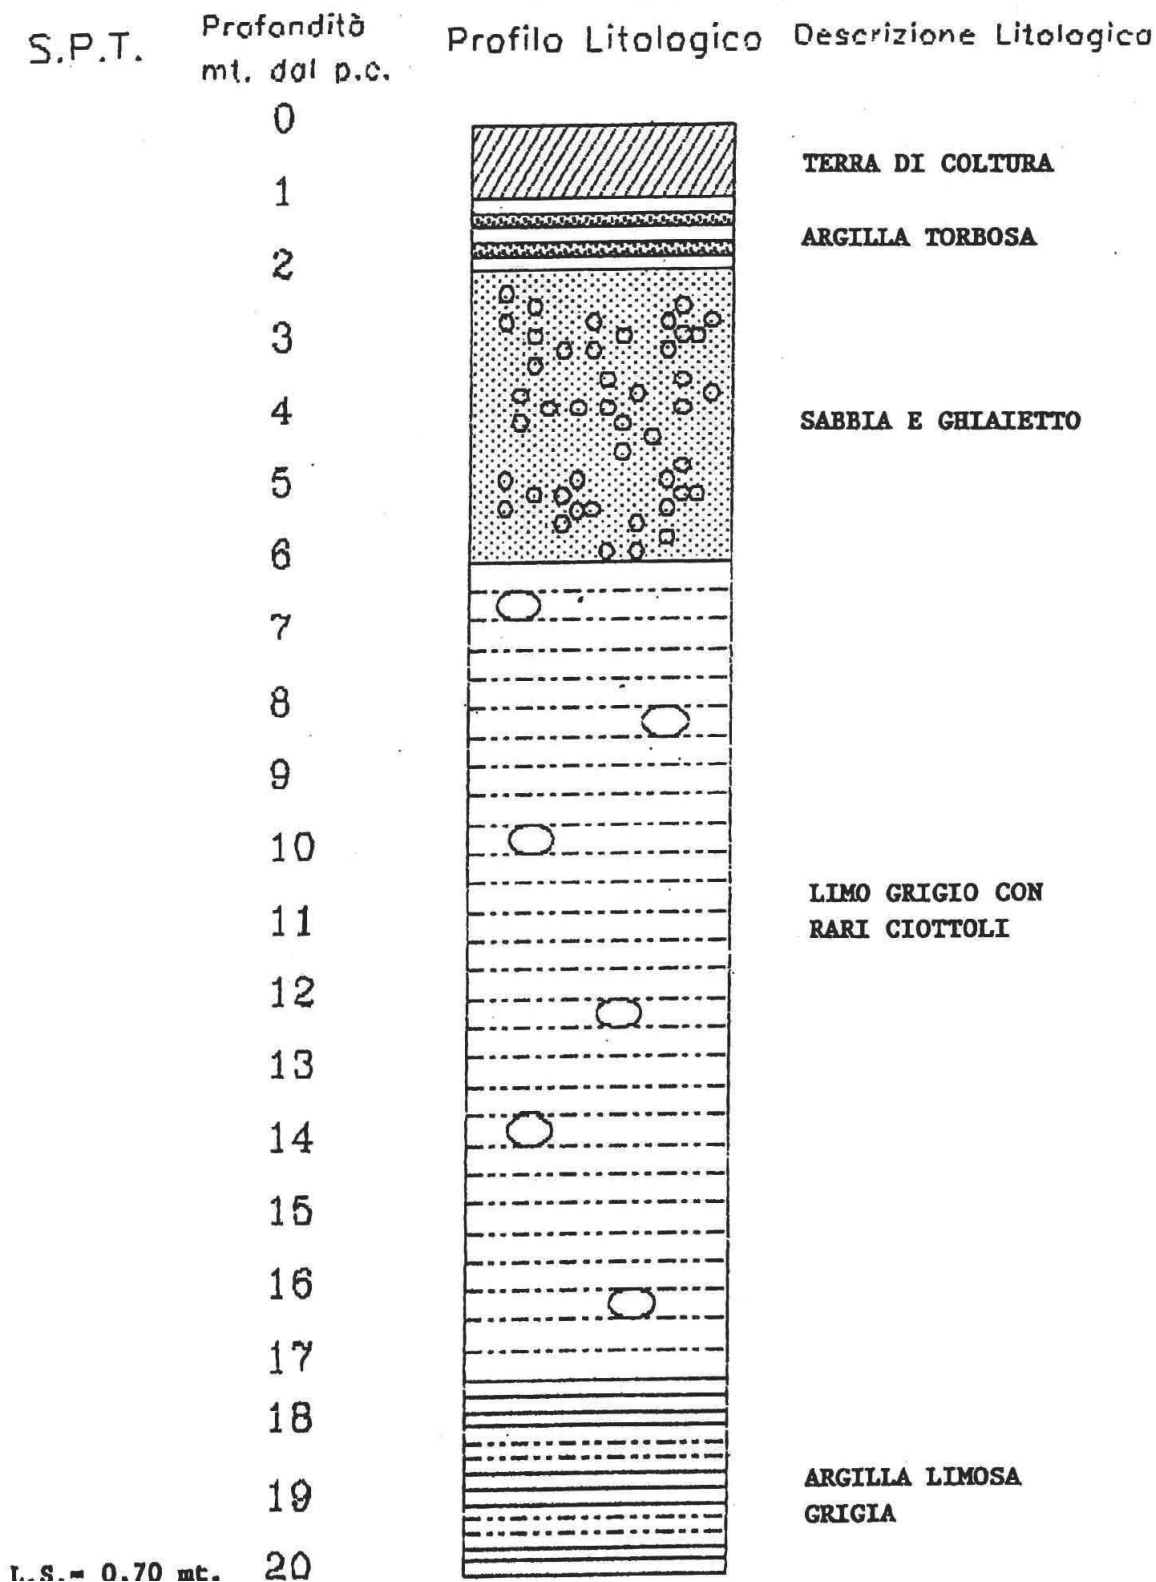 S.P.T.
Profondità
mt. dal p.c.
Profilo Litologico
Descrizione Litologica
0
TERRA DI COLTURA
1
ARGILLA TORBOSA
2
3
4
SABBIA E GHIAIETTO
5
6
7
8
9
10
LIMO GRIGIO CON
11
RARI CIOTTOLI
12
13
14
15
16
17
18
ARGILLA LIMOSA
19
GRIGIA
L.S.= 0.70 mt.
20